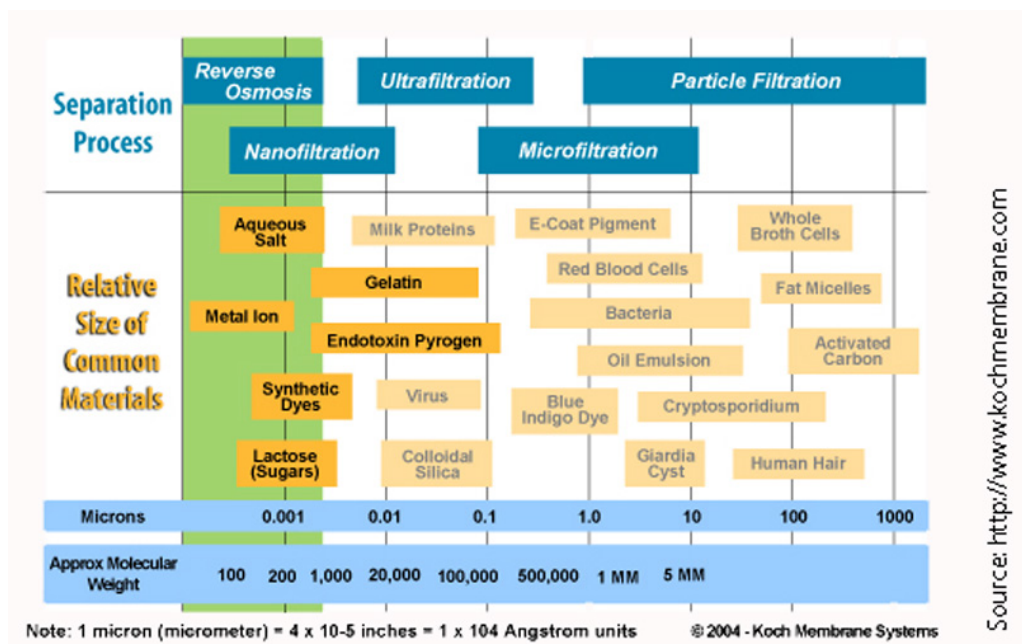 Reverse
Osmosis
Ultrafiltration
Particle Filtration
Separation
Process
Nanofiltration
Microfiltration
Aqueous
Salt
Milk Proteins
E-Coat Pigment
Whole
Broth Cells
Relative
Size of
Common
Materials
Gelatin
Red Blood Cells
Fat Micelles
Metal Ion
Bacteria
Endotoxin Pyrogen
Oil Emulsion
Activated
Carbon
Synthetic
Dyes
Virus
Blue
Indigo Dye
Cryptosporidium
Lactose
(Sugars)
Colloidal
Silica
Giardia
Cyst
Human Hair
Microns 0.001 0.01 0.1 1.0 10 100 1000
Approx Molecular
Weight
100 200 1,000 20,000 100,000 500,000 1 MM 5 MM
Note: 1 micron (micrometer) = 4 x 10-5 inches = 1 x 104 Angstrom units
© 2004 - Koch Membrane Systems
Source: http://www.kochmembrane.com